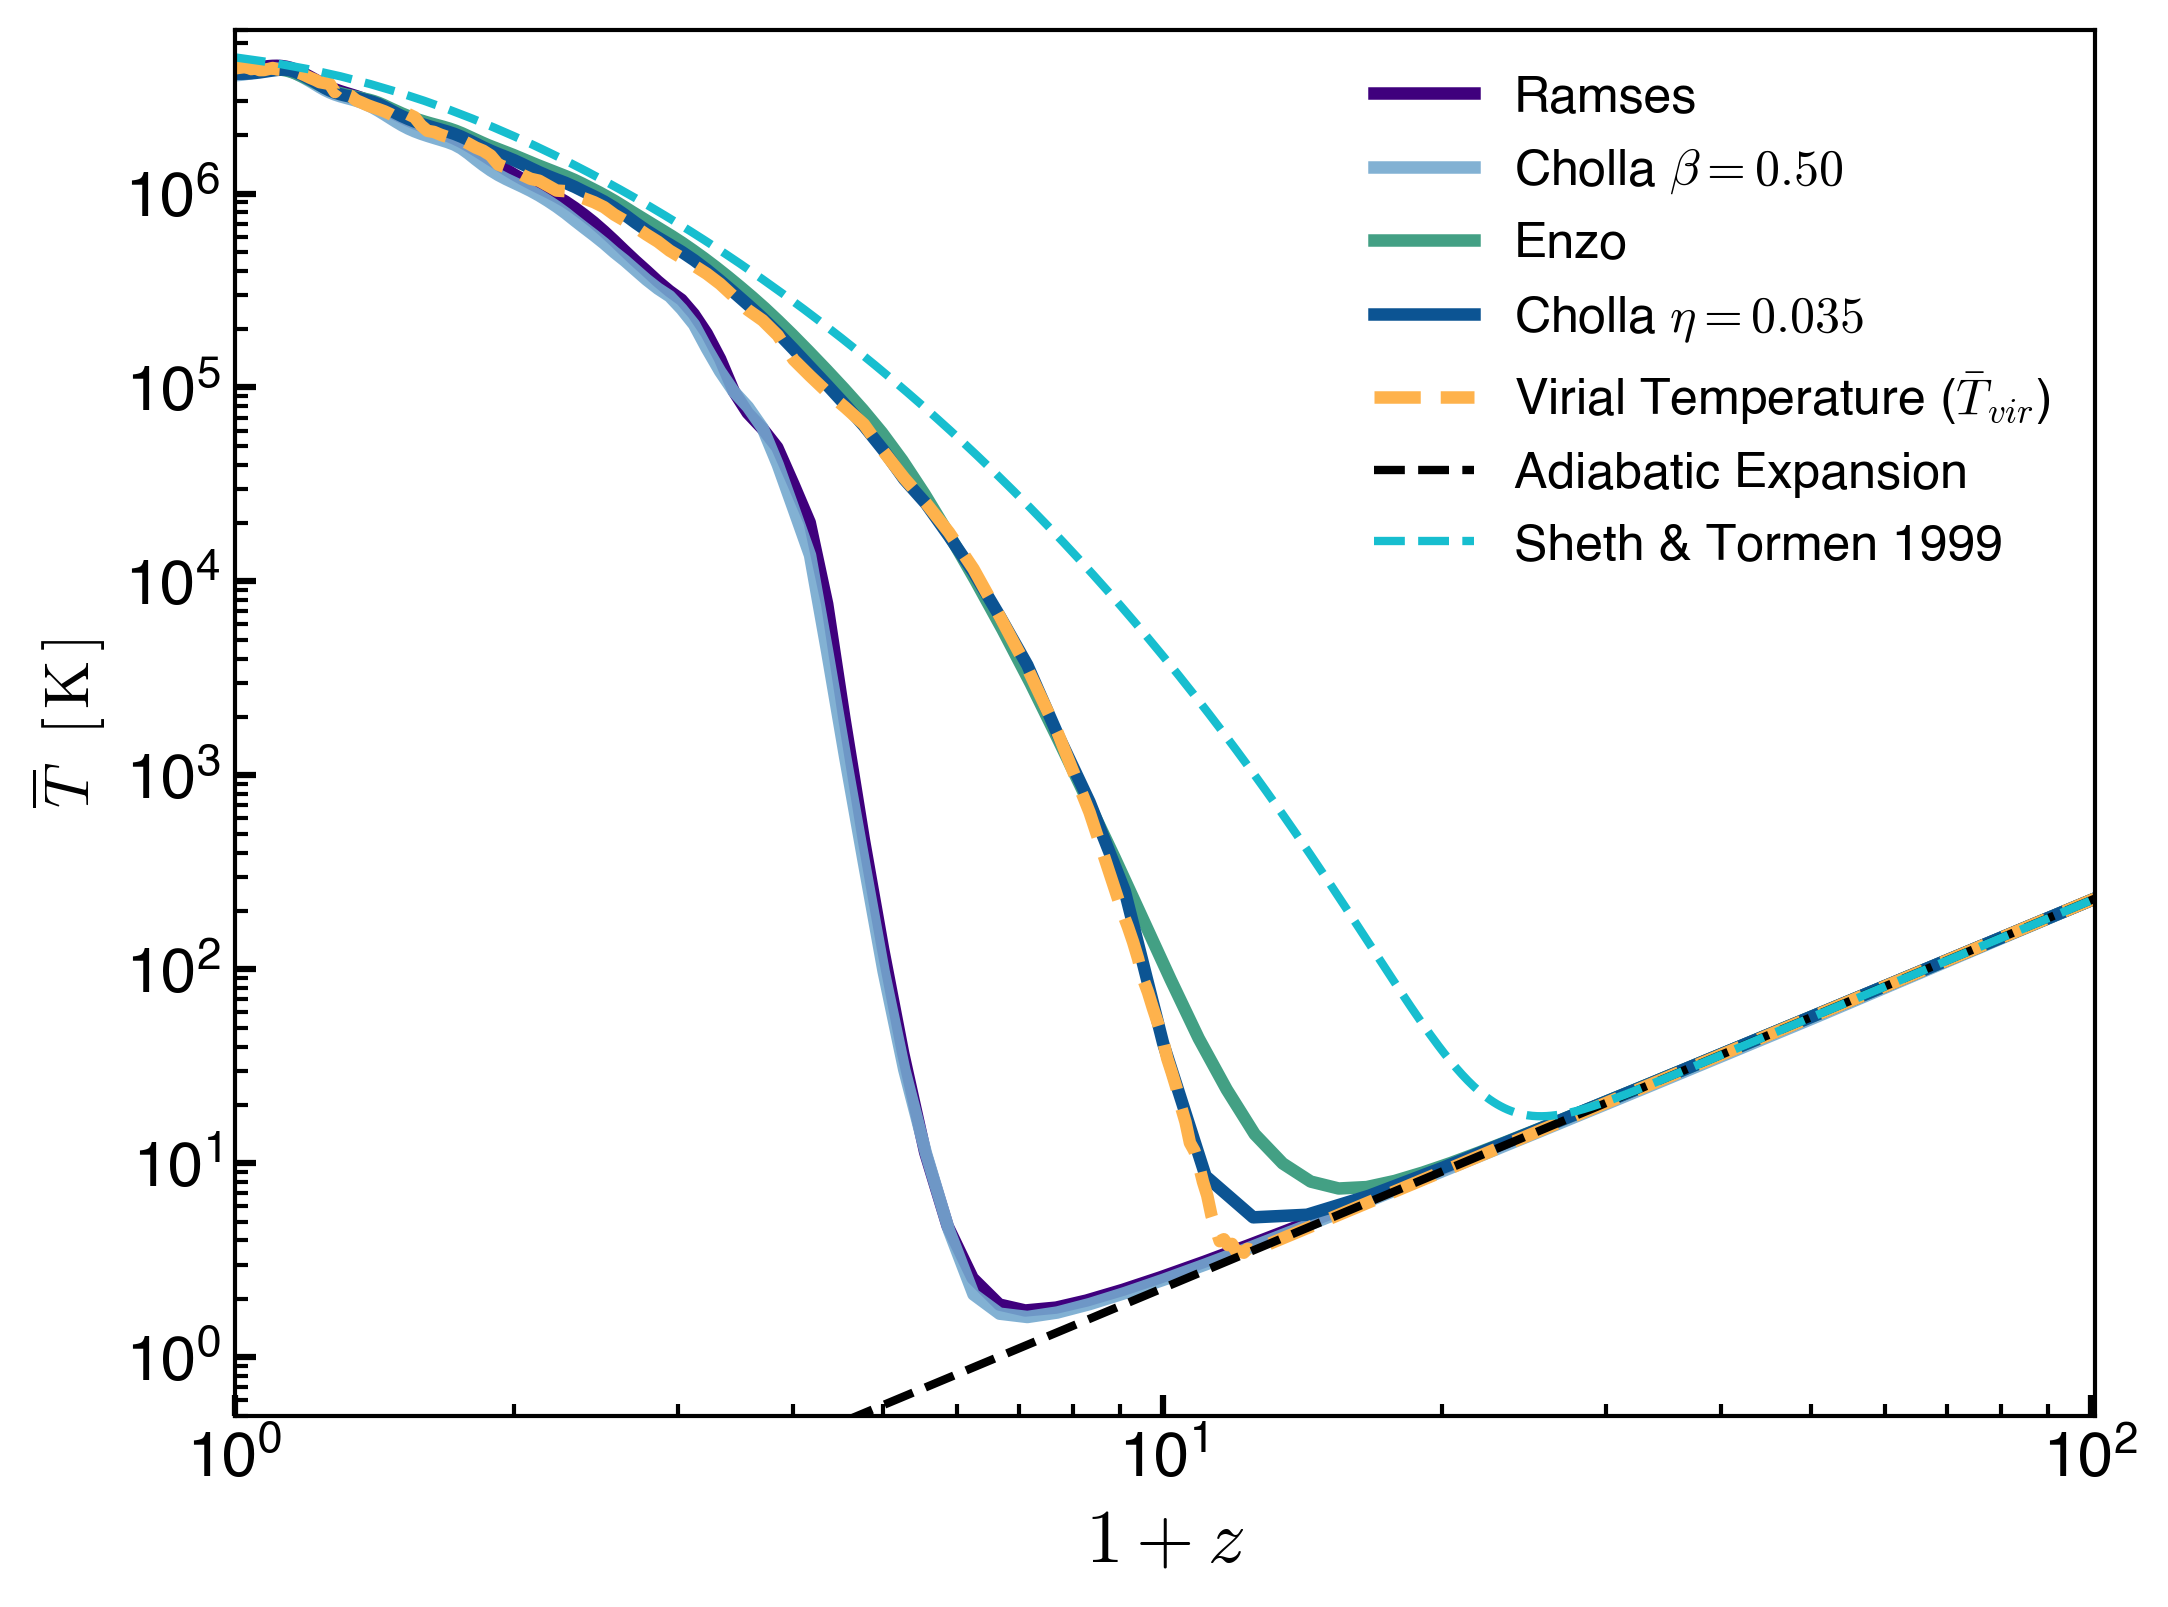 Ramses
Cholla β = 0.50
Enzo
Cholla η = 0.035
Virial Temperature (T̄_vir)
Adiabatic Expansion
Sheth & Tormen 1999
10⁶
10⁵
10⁴
10³
10²
10¹
10⁰
T̅ [K]
10⁰ 10¹ 10²
1 + z